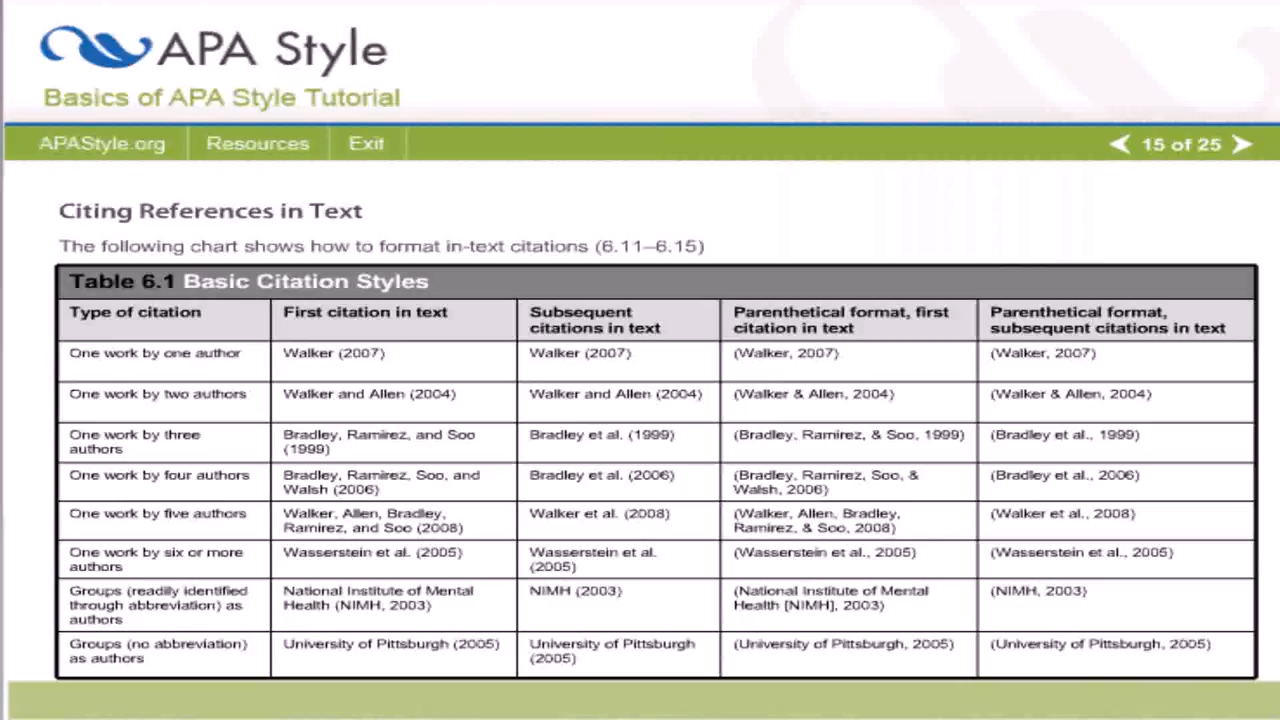 APA Style
Basics of APA Style Tutorial
APAStyle.org Resources Exit 15 of 25
Citing References in Text
The following chart shows how to format in-text citations (6.11–6.15)
Table 6.1 Basic Citation Styles
Type of citation
First citation in text
Subsequent
citations in text
Parenthetical format, first
citation in text
Parenthetical format,
subsequent citations in text
One work by one author
Walker (2007)
Walker (2007)
(Walker, 2007)
(Walker, 2007)
One work by two authors
Walker and Allen (2004)
Walker and Allen (2004)
(Walker & Allen, 2004)
(Walker & Allen, 2004)
One work by three
authors
Bradley, Ramirez, and Soo
(1999)
Bradley et al. (1999)
(Bradley, Ramirez, & Soo, 1999)
(Bradley et al., 1999)
One work by four authors
Bradley, Ramirez, Soo, and
Walsh (2006)
Bradley et al. (2006)
(Bradley, Ramirez, Soo, &
Walsh, 2006)
(Bradley et al., 2006)
One work by five authors
Walker, Allen, Bradley,
Ramirez, and Soo (2008)
Walker et al. (2008)
(Walker, Allen, Bradley,
Ramirez, & Soo, 2008)
(Walker et al., 2008)
One work by six or more
authors
Wasserstein et al. (2005)
Wasserstein et al.
(2005)
(Wasserstein et al., 2005)
(Wasserstein et al., 2005)
Groups (readily identified
through abbreviation) as
authors
National Institute of Mental
Health (NIMH, 2003)
NIMH (2003)
(National Institute of Mental
Health [NIMH], 2003)
(NIMH, 2003)
Groups (no abbreviation)
as authors
University of Pittsburgh (2005)
University of Pittsburgh
(2005)
(University of Pittsburgh, 2005)
(University of Pittsburgh, 2005)